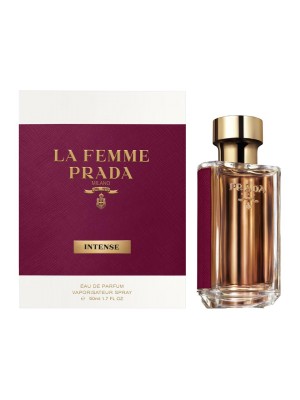 LA FEMME
PRADA
MILANO
INTENSE
EAU DE PARFUM
VAPORISATEUR SPRAY
50ml 1.7 FL OZ
PRADA